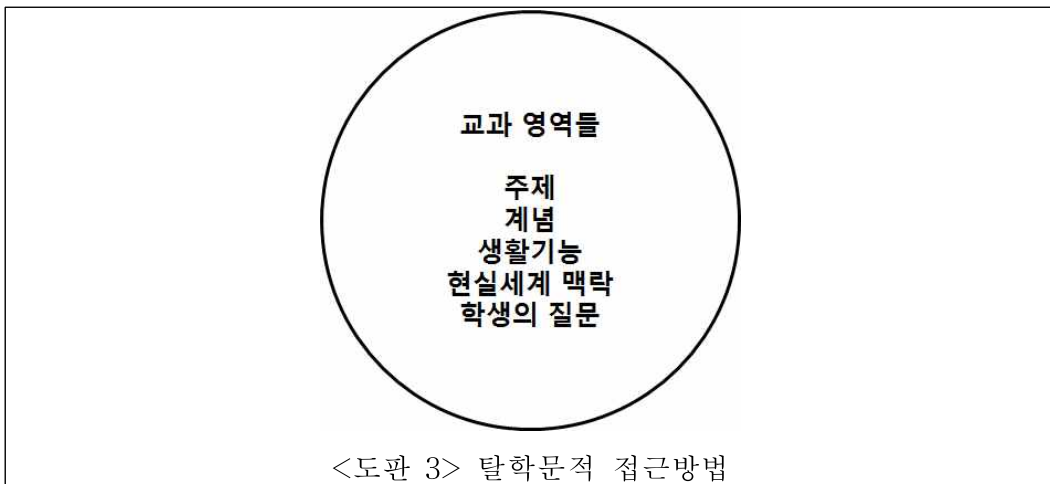 교과 영역들
주제
계념
생활기능
현실세계 맥락
학생의 질문
<도판 3> 탈학문적 접근방법